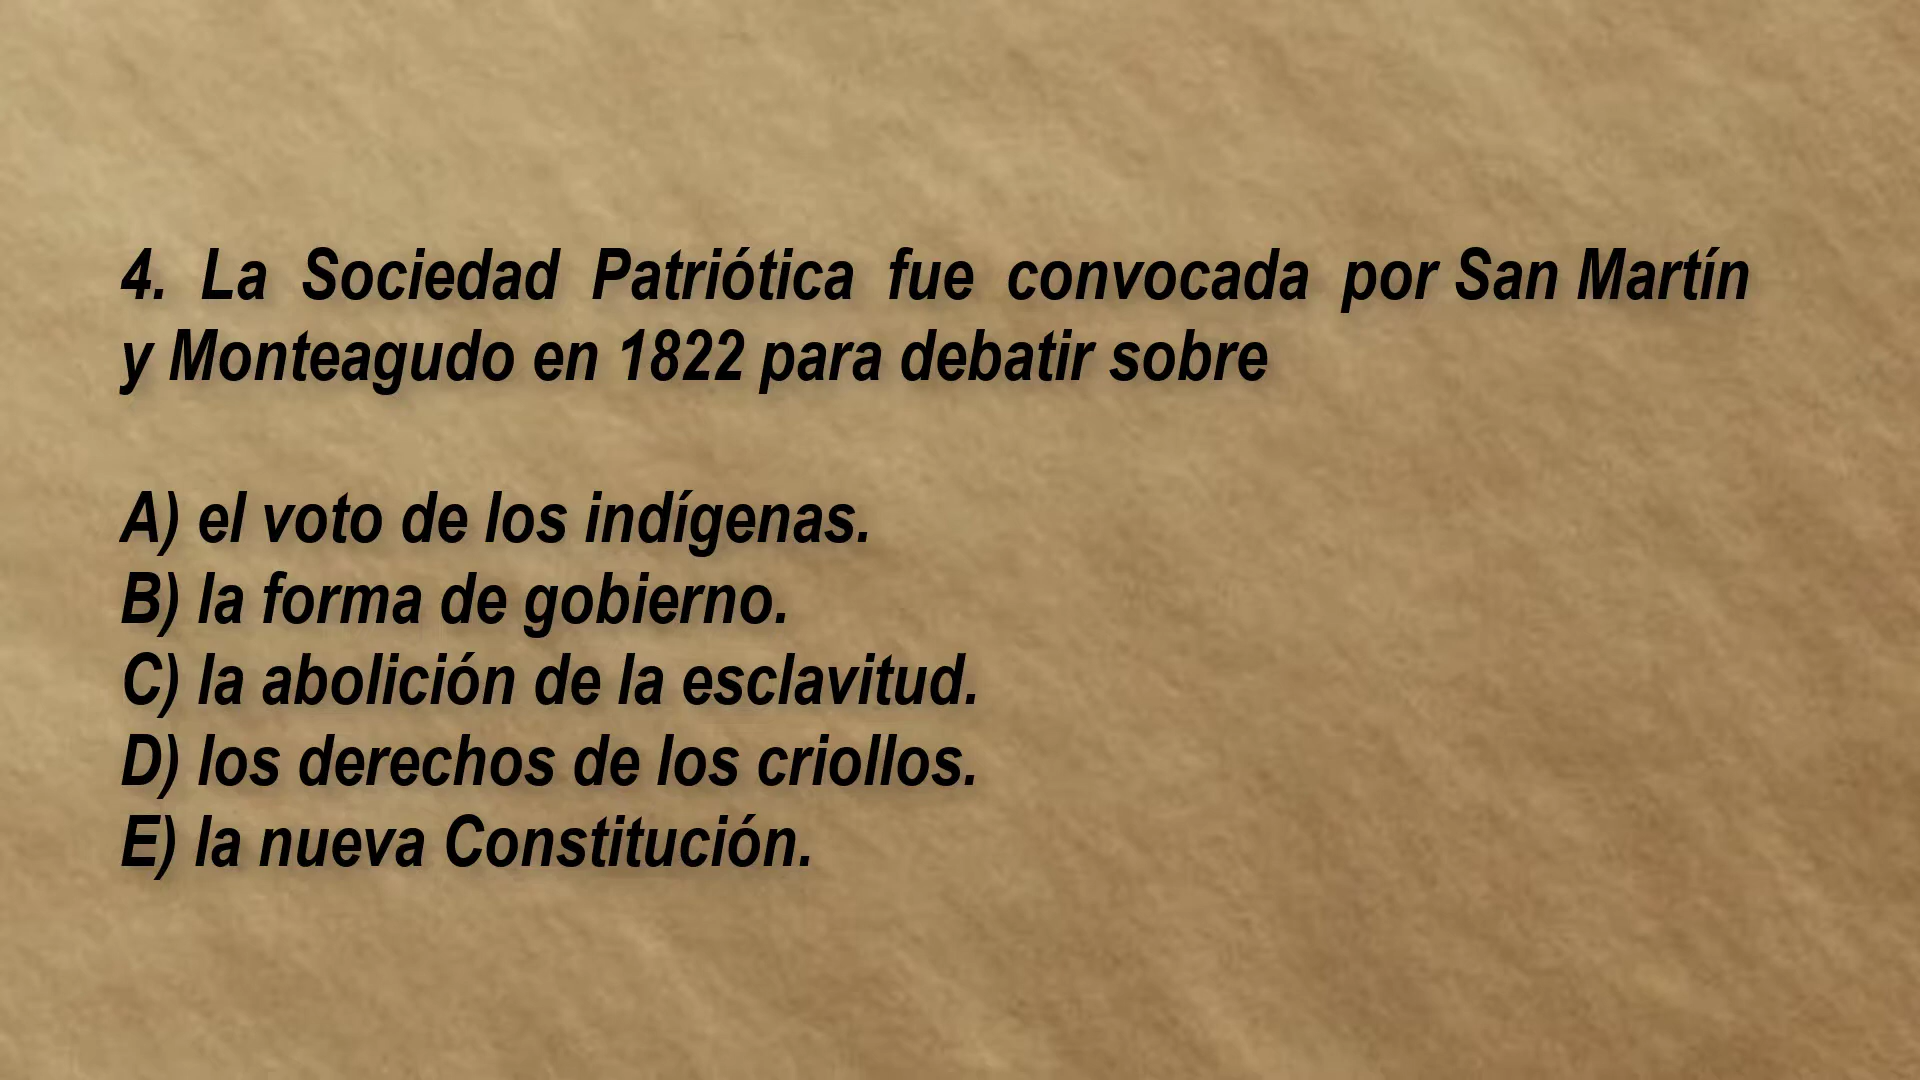 4. La Sociedad Patriótica fue convocada por San Martín
y Monteagudo en 1822 para debatir sobre
A) el voto de los indígenas.
B) la forma de gobierno.
C) la abolición de la esclavitud.
D) los derechos de los criollos.
E) la nueva Constitución.